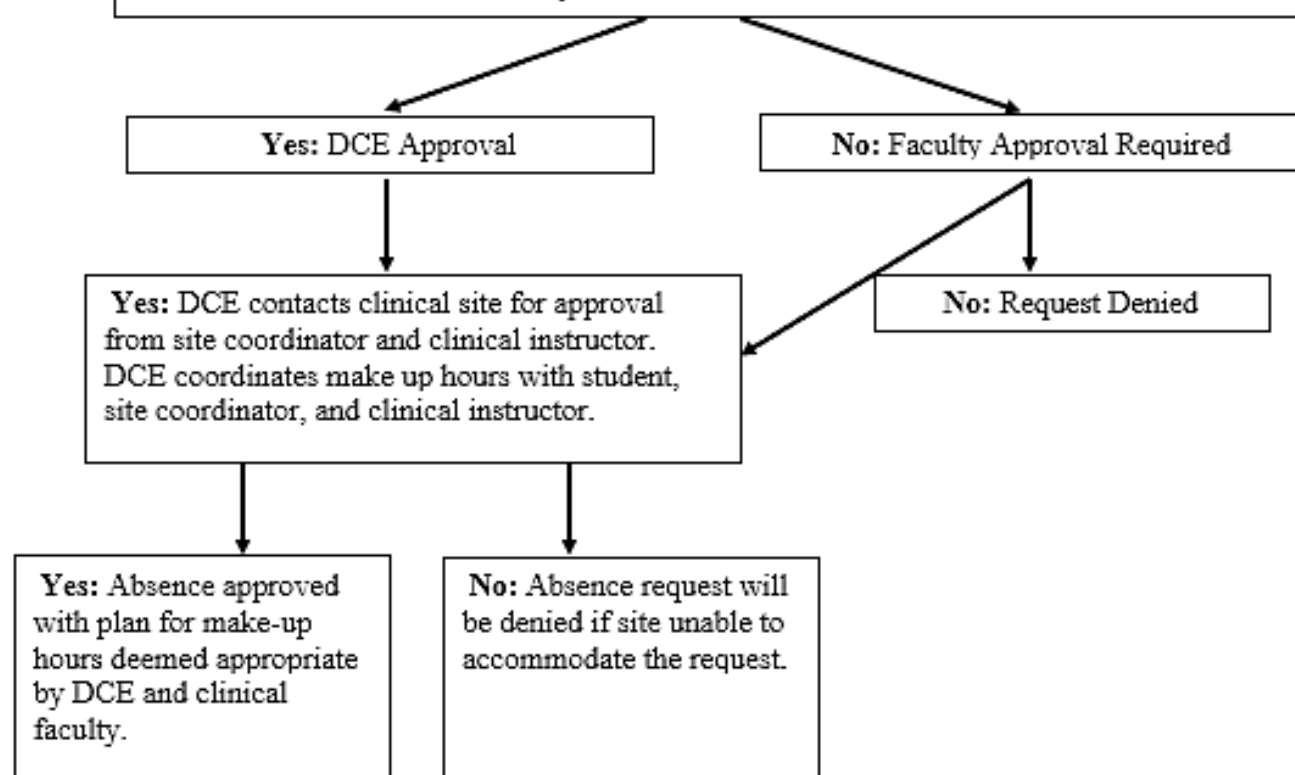 Yes: DCE Approval
No: Faculty Approval Required
Yes: DCE contacts clinical site for approval
from site coordinator and clinical instructor.
DCE coordinates make up hours with student,
site coordinator, and clinical instructor.
No: Request Denied
Yes: Absence approved
with plan for make-up
hours deemed appropriate
by DCE and clinical
faculty.
No: Absence request will
be denied if site unable to
accommodate the request.